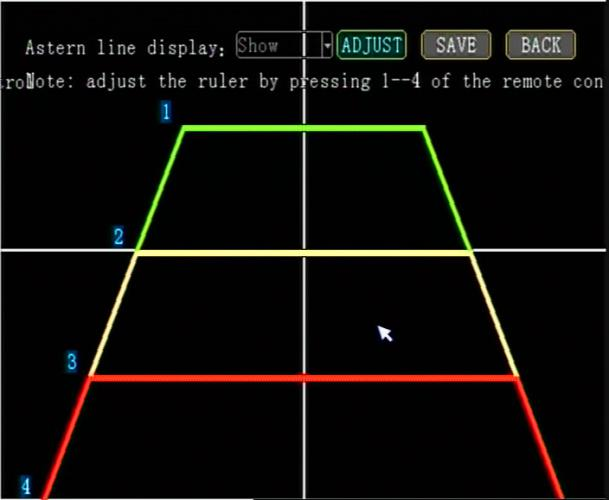 Astern line display: Show ADJUST SAVE BACK
trol Note: adjust the ruler by pressing 1--4 of the remote con
1
2
3
4